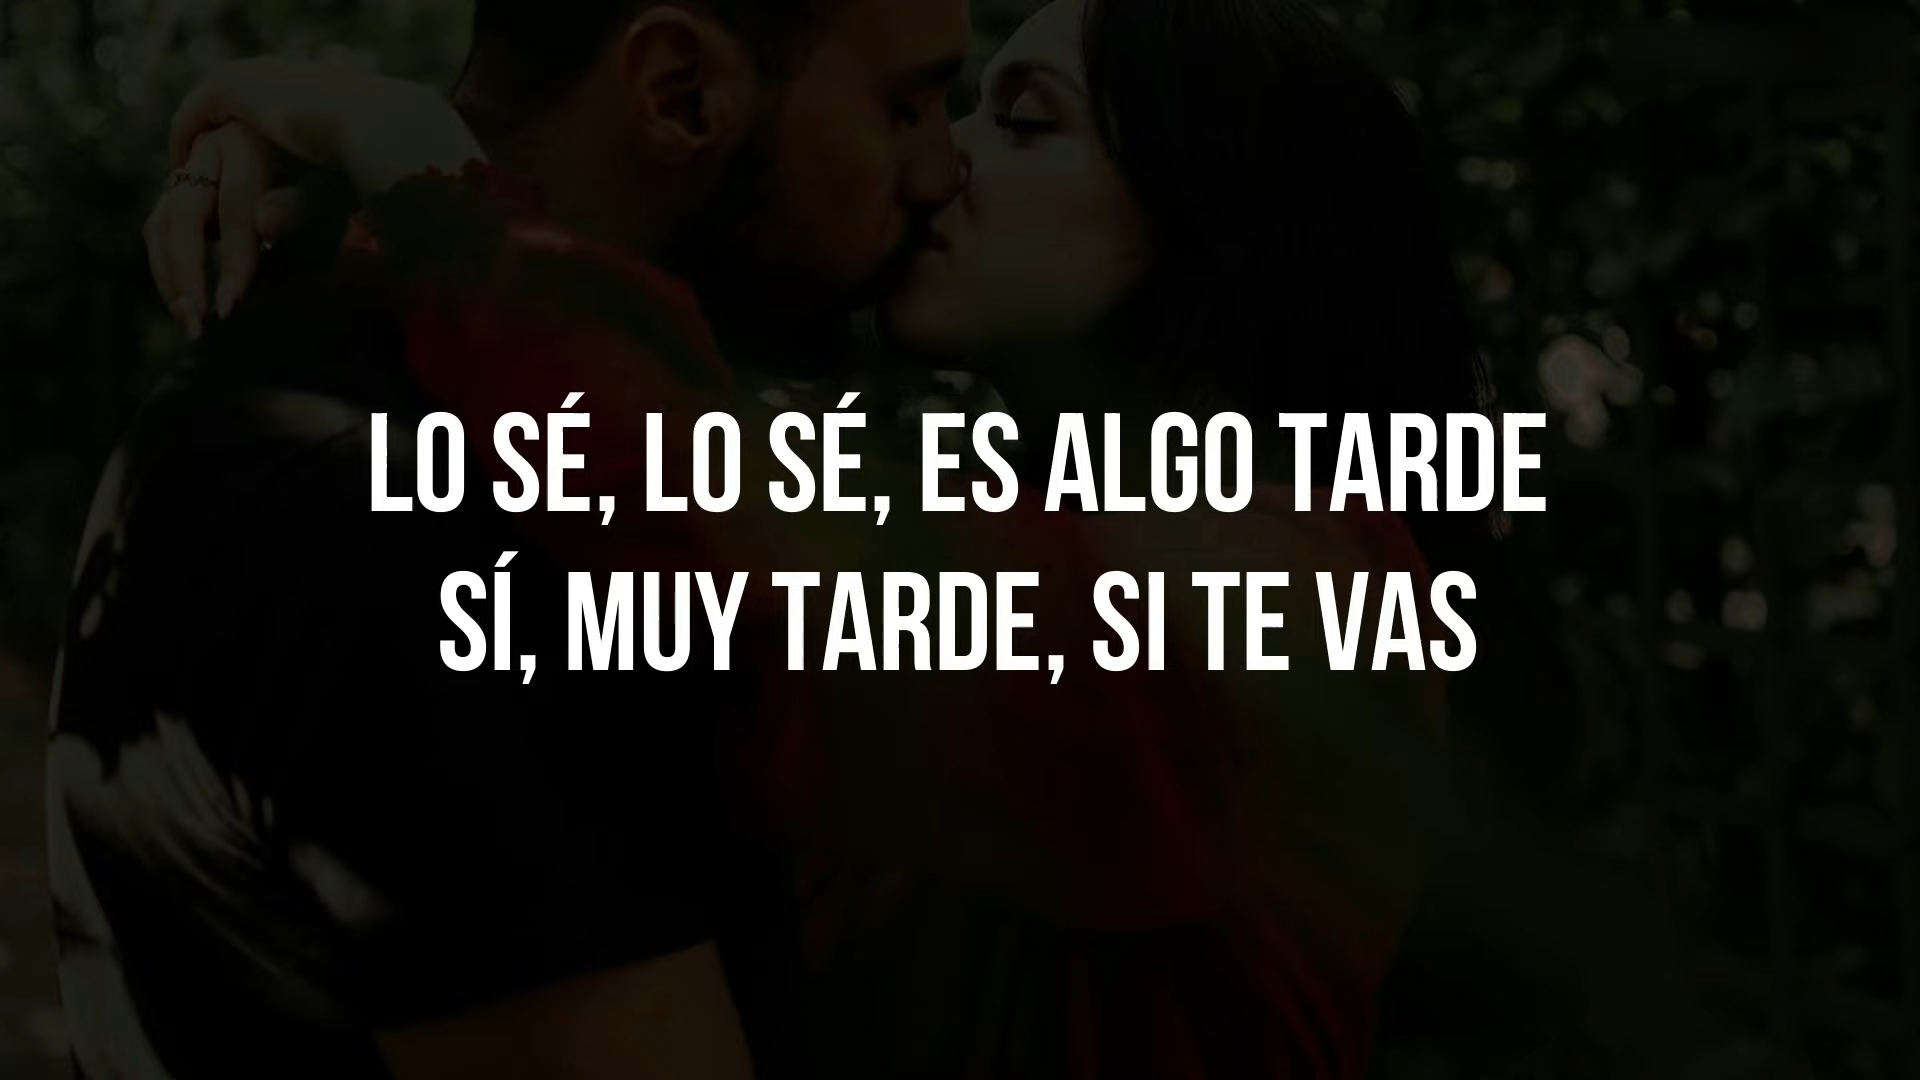 LO SÉ, LO SÉ, ES ALGO TARDE
SÍ, MUY TARDE, SI TE VAS